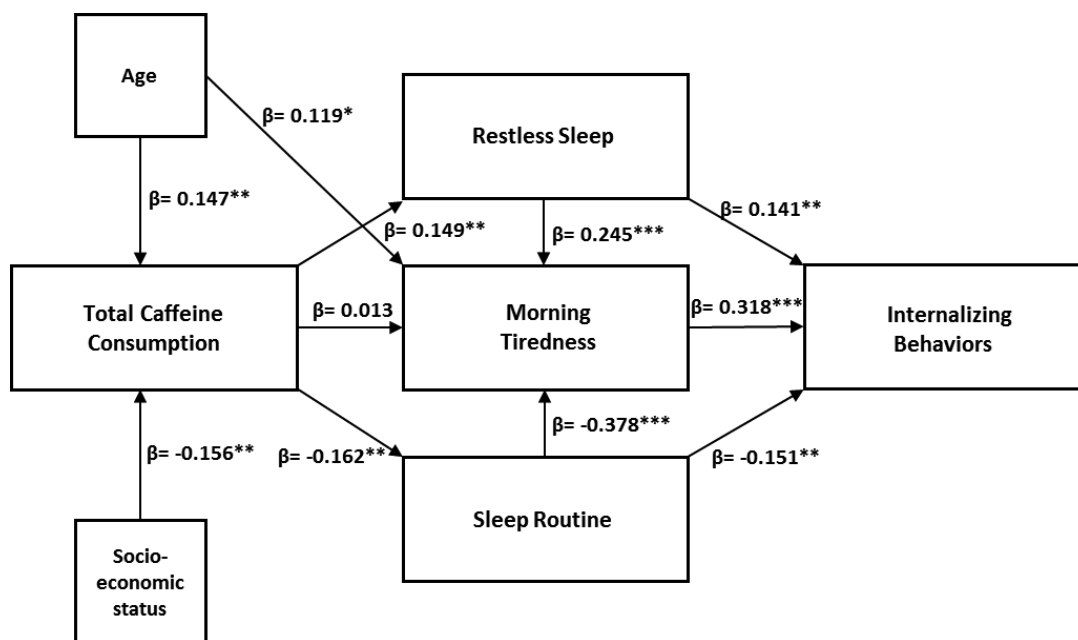 Age
β= 0.119*
Restless Sleep
β= 0.147**
β= 0.149**
β= 0.245***
β= 0.141**
Total Caffeine
Consumption
β= 0.013
Morning
Tiredness
β= 0.318***
Internalizing
Behaviors
β= -0.156**
β= -0.162**
β= -0.378***
β= -0.151**
Sleep Routine
Socio-
economic
status